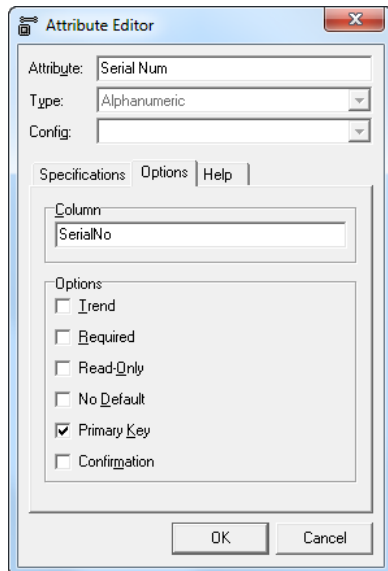 Attribute Editor
Attribute: Serial Num
Type: Alphanumeric
Config:
Specifications Options Help
Column
SerialNo
Options
Trend
Required
Read-Only
No Default
Primary Key
Confirmation
OK Cancel